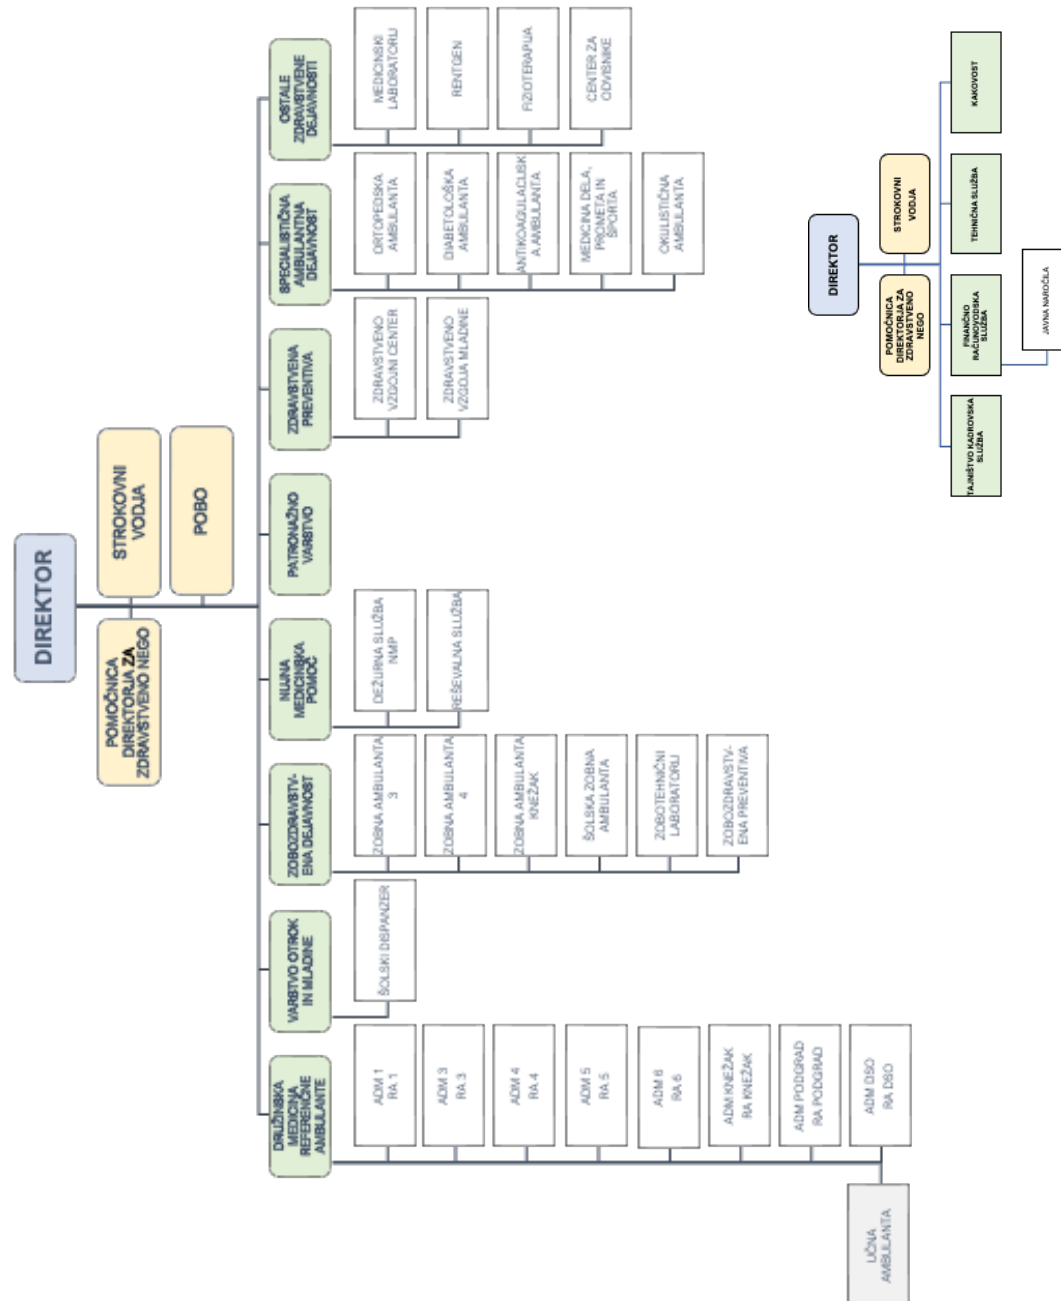 DIREKTOR
POMOČNICA
DIREKTORJA ZA
ZDRAVSTVENO NEGO
STROKOVNI
VODJA
POBO
DRUŽINSKA
MEDICINA
REFERENČNE
AMBULANTE
ADM 1
RA 1
ADM 3
RA 3
ADM 4
RA 4
ADM 5
RA 5
ADM 6
RA 6
ADM KNEŽAK
RA KNEŽAK
ADM PODGRAD
RA PODGRAD
ADM DSO
RA DSO
UČNA
AMBULANTA
VARSTVO OTROK
IN MLADINE
ŠOLSKI DISPANZER
ZOBOZDRAVSTV-
ENA DEJAVNOST
ZOBNA AMBULANTA
3
ZOBNA AMBULANTA
4
ZOBNA AMBULANTA
KNEŽAK
ŠOLSKA ZOBNA
AMBULANTA
ZOBOTEHNIČNI
LABORATORIJ
ZOBOZDRAVSTV-
ENA PREVENTIVA
NUJNA
MEDICINSKA
POMOČ
DEŽURNA SLUŽBA
NMP
REŠEVALNA SLUŽBA
PATRONAŽNO
VARSTVO
ZDRAVSTVENA
PREVENTIVA
ZDRAVSTVENO
VZGOJNI CENTER
ZDRAVSTVENO
VZGOJA MLADINE
SPECIALISTIČNA
AMBULANTNA
DEJAVNOST
ORTOPEDSKA
AMBULANTA
DIABETOLOŠKA
AMBULANTA
ANTIKOAGULACIJSK
A AMBULANTA
MEDICINA DELA,
PROMETA IN
ŠPORTA
OKULISTIČNA
AMBULANTA
OSTALE
ZDRAVSTVENE
DEJAVNOSTI
MEDICINSKI
LABORATORIJ
RENTGEN
FIZIOTERAPIJA
CENTER ZA
ODVISNIKE
DIREKTOR
POMOČNICA
DIREKTORJA ZA
ZDRAVSTVENO
NEGO
STROKOVNI
VODJA
TAJNIŠTVO KADROVSKA
SLUŽBA
FINANČNO
RAČUNOVODSKA
SLUŽBA
TEHNIČNA SLUŽBA
KAKOVOST
JAVNA NAROČILA